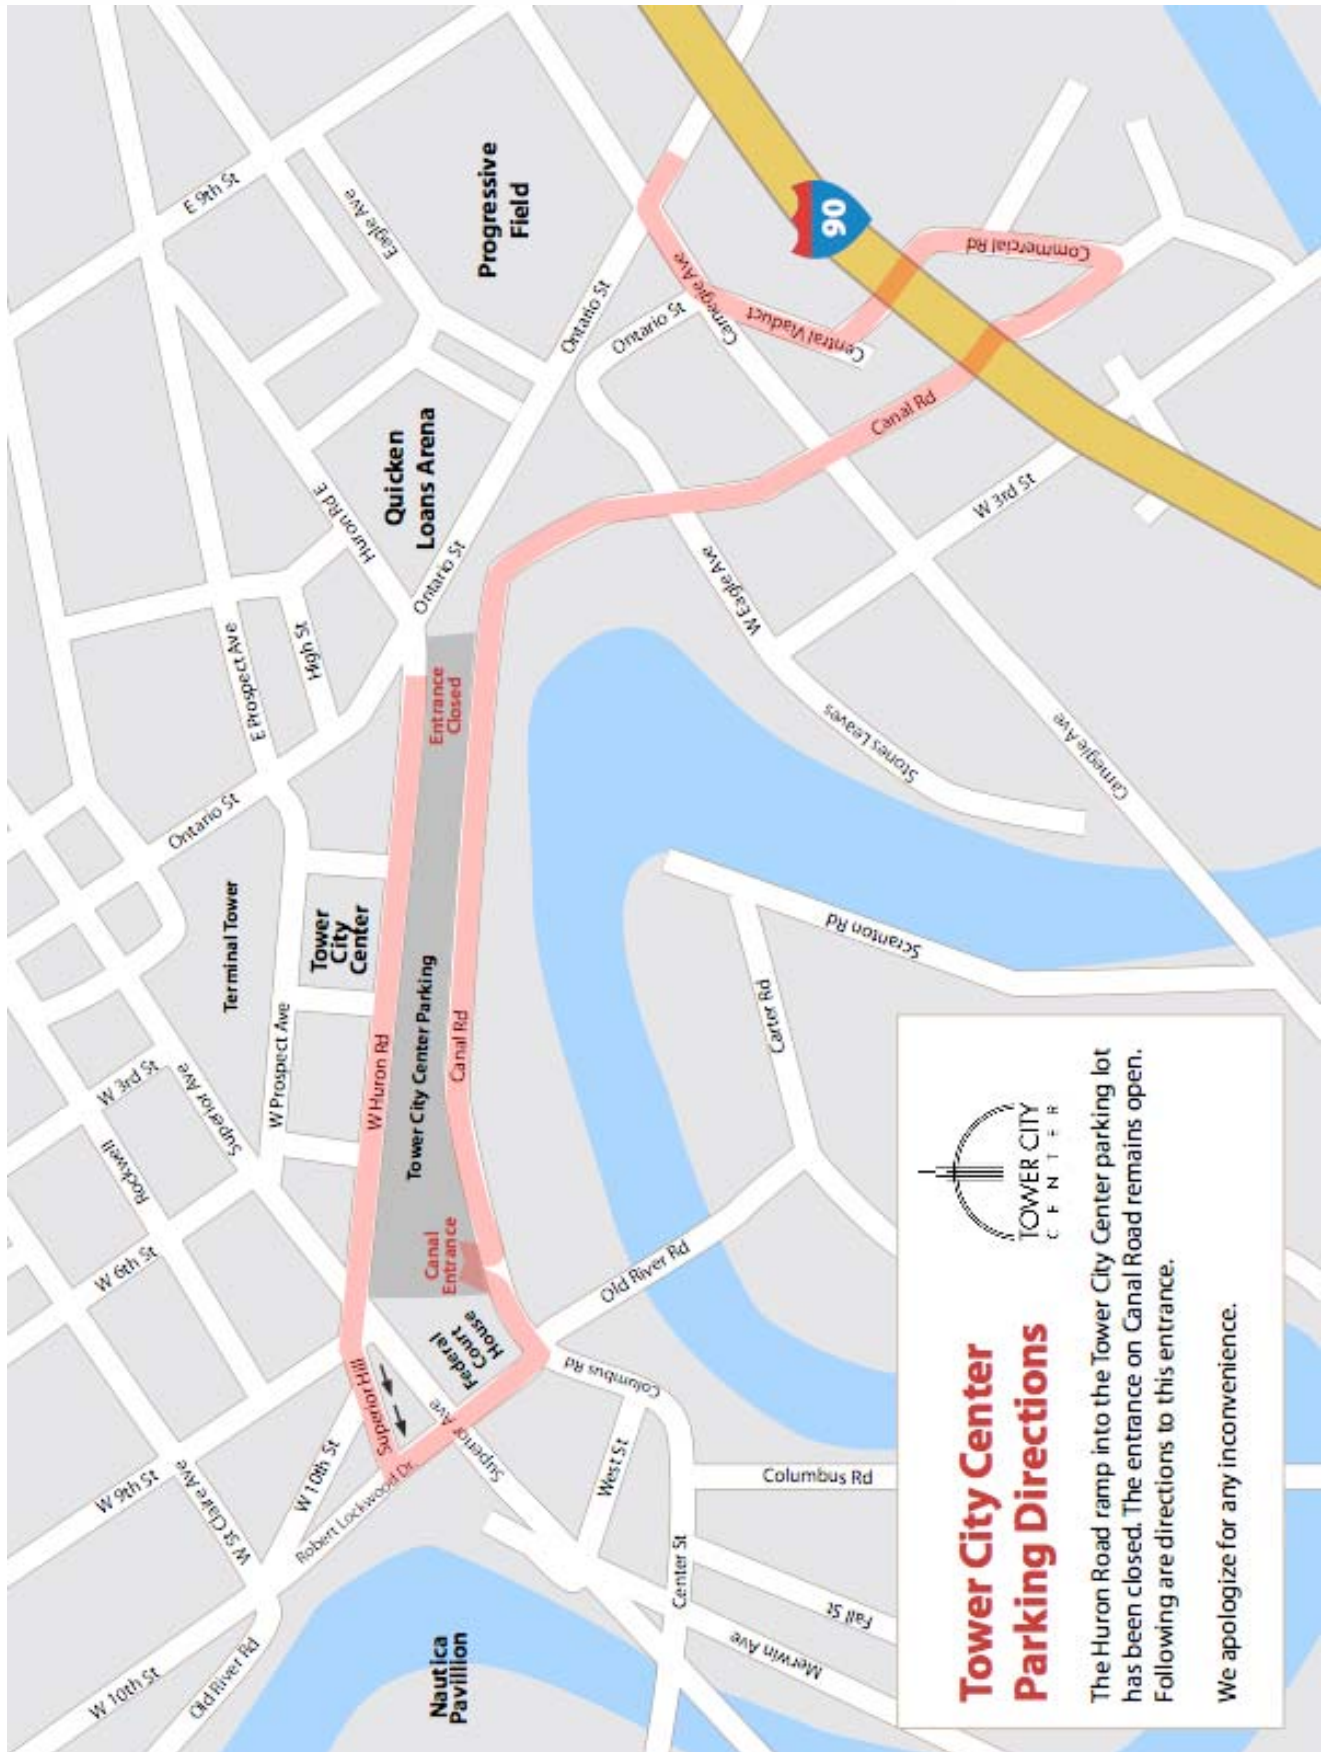 E 9th St
Eagle Ave
Progressive
Field
Ontario St
Ontario St
Carnegie Ave
Carnegie Ave
Central Viaduct
90
Commercial Rd
Canal Rd
Quicken
Loans Arena
Huron Rd E
Ontario St
E Prospect Ave
High St
Entrance
Closed
W Eagle Ave
W 3rd St
Stones Leaves
Carnegie Ave
Ontario St
Terminal Tower
Tower
City
Center
W Prospect Ave
W Huron Rd
Tower City Center Parking
Canal Rd
Scranton Rd
Carter Rd
W 3rd St
Superior Ave
Rockwell
W 6th St
Canal
Entrance
Federal
Court
House
Old River Rd
Columbus Rd
Superior Hill
Superior Ave
Superior
W 9th St
W St Claire Ave
W 10th St
Robert Lockwood Dr
West St
Columbus Rd
Center St
Fall St
Merwin Ave
W 10th St
Old River Rd
Nautica
Pavillion
Tower City Center
Parking Directions
TOWER CITY
CENTER
The Huron Road ramp into the Tower City Center parking lot
has been closed. The entrance on Canal Road remains open.
Following are directions to this entrance.
We apologize for any inconvenience.